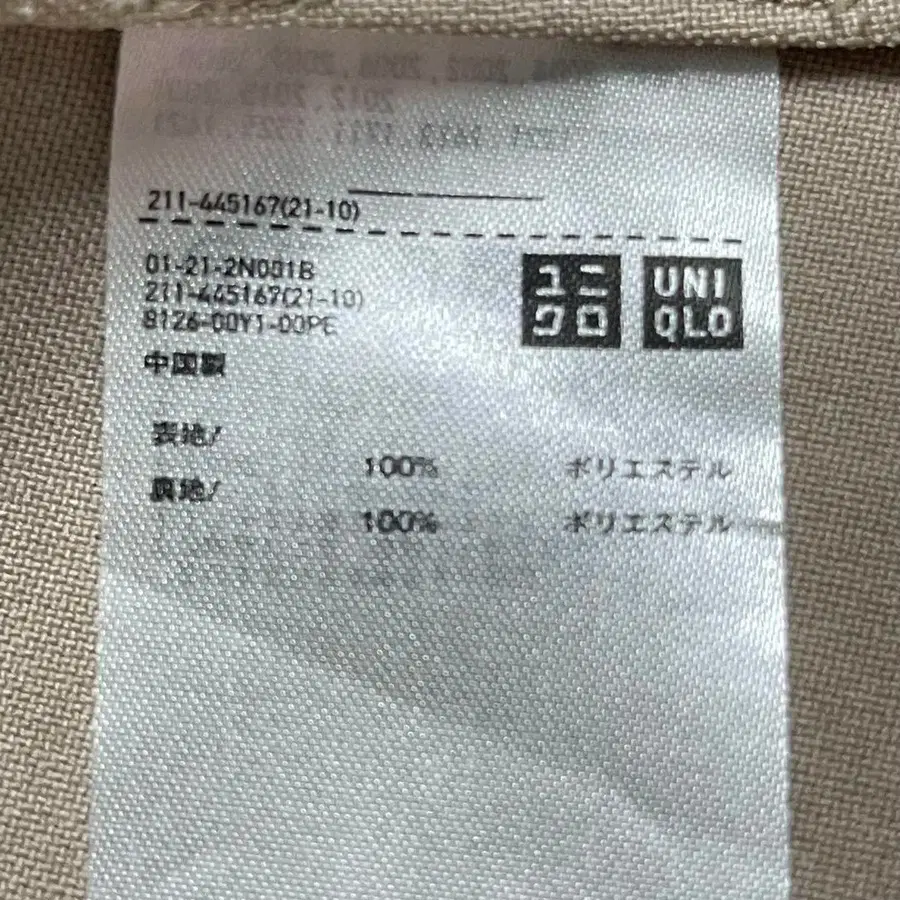 211-445167(21-10)
01-21-2N001B
211-445167(21-10)
8126-00Y1-00PE
中国製
ユニクロ
UNIQLO
表地/
100% ポリエステル
裏地/
100% ポリエステル